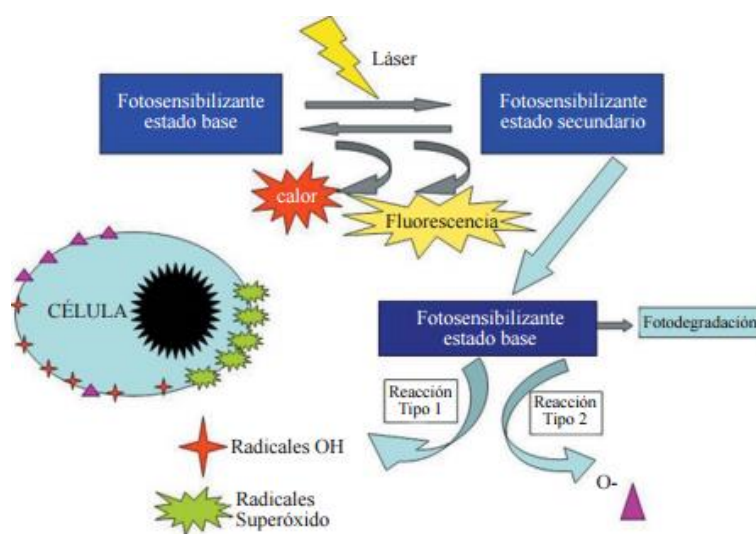 Láser
Fotosensibilizante
estado base
Fotosensibilizante
estado secundario
calor
Fluorescencia
CÉLULA
Fotosensibilizante
estado base
Fotodegradación
Reacción
Tipo 1
Reacción
Tipo 2
Radicales OH
O-
Radicales
Superóxido